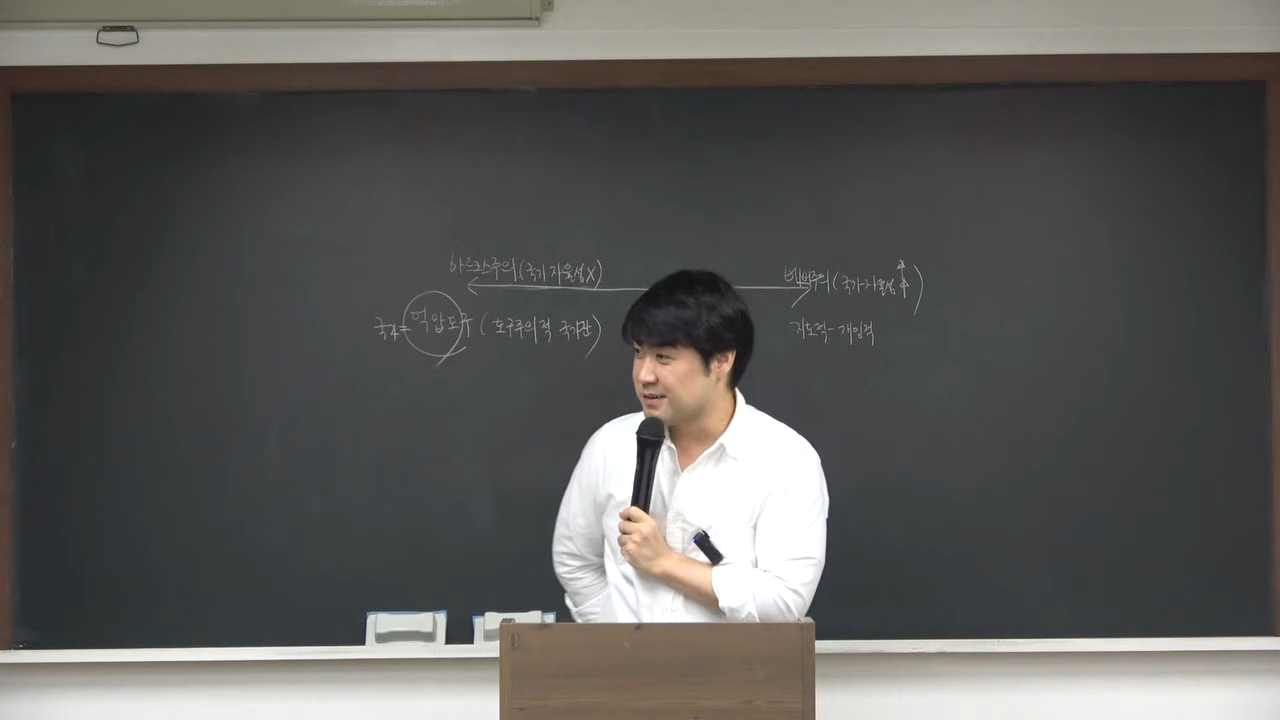 마르크스주의(국가 자율성X) 베버주의(국가자율성↑)
국가=억압도구 (도구주의적 국가관) 지도적-개입적